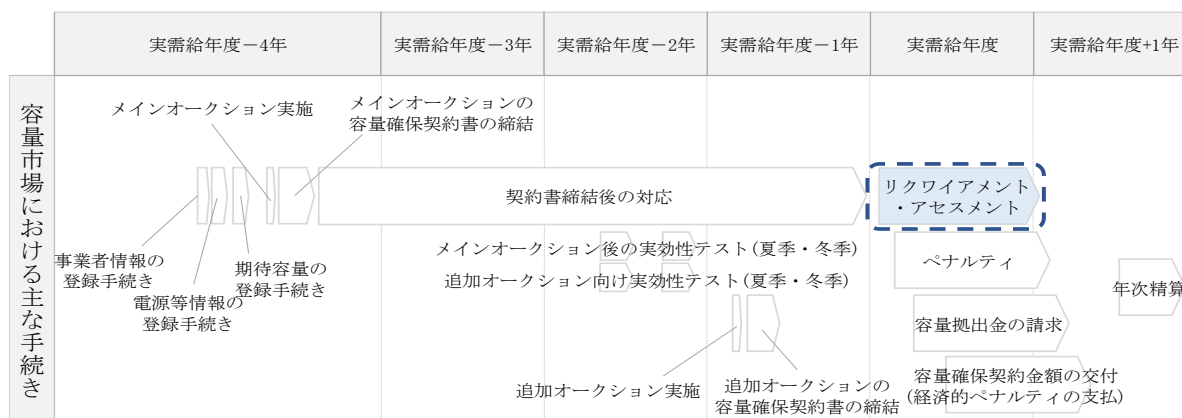 実需給年度－4年
実需給年度－3年
実需給年度－2年
実需給年度－1年
実需給年度
実需給年度+1年
容量市場における主な手続き
メインオークション実施
メインオークションの
容量確保契約書の締結
契約書締結後の対応
リクワイアメント
・アセスメント
事業者情報の
登録手続き
電源等情報の
登録手続き
期待容量の
登録手続き
メインオークション後の実効性テスト(夏季・冬季)
追加オークション向け実効性テスト(夏季・冬季)
ペナルティ
年次精算
容量拠出金の請求
追加オークション実施
追加オークションの
容量確保契約書の締結
容量確保契約金額の交付
(経済的ペナルティの支払)